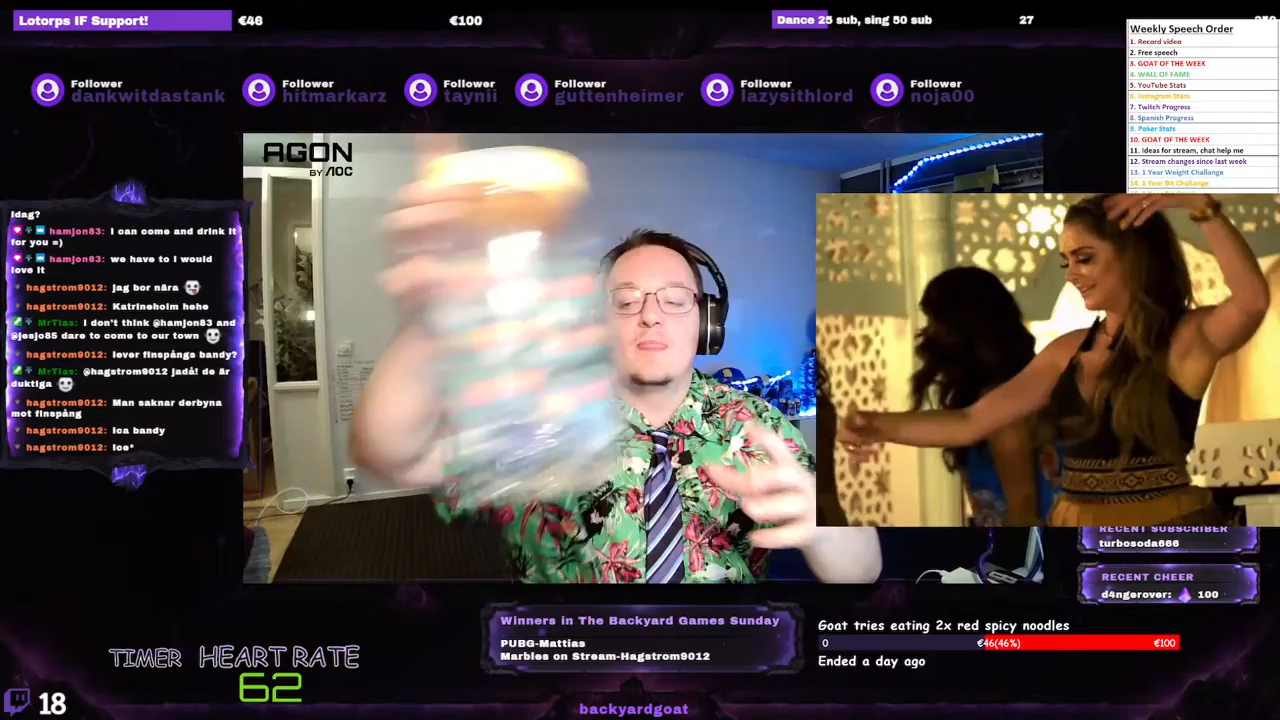 Lotorps IF Support!
€46
€100
Dance 25 sub, sing 50 sub
27
Follower
dankwitdastank
Follower
hitmarkarz
Follower
Follower
guttenheimer
Follower
lazysithlord
Follower
noja00
Weekly Speech Order
1. Record video
2. Free speech
3. GOAT OF THE WEEK
4. WALL OF FAME
5. YouTube Stats
6. Instagram Stats
7. Twitch Progress
8. Spanish Progress
9. Poker Stats
10. GOAT OF THE WEEK
11. Ideas for stream, chat help me
12. Stream changes since last week
13. 1 Year Weight Challange
14. 1 Year Bit Challange
AGON
BY AOC
idag?
hamjon83: I can come and drink it
for you =)
hamjon83: we have to I would
love it
hagstrom9012: jag bor nära
hagstrom9012: Katrineholm hehe
MrTias: I don't think @hamjon83 and
@jesjo85 dare to come to our town
hagstrom9012: lever finspångs bandy?
MrTias: @hagstrom9012 jadå! de är
duktiga
hagstrom9012: Man saknar derbyna
mot finspång
hagstrom9012: Ica bandy
hagstrom9012: Ico*
RECENT SUBSCRIBER
turbosoda666
RECENT CHEER
d4ngerover: 100
Winners in The Backyard Games Sunday
PUBG-Mattias
Marbles on Stream-Hagstrom9012
Goat tries eating 2x red spicy noodles
0
€46(46%)
€100
Ended a day ago
TIMER HEART RATE
62
18
backyardgoat